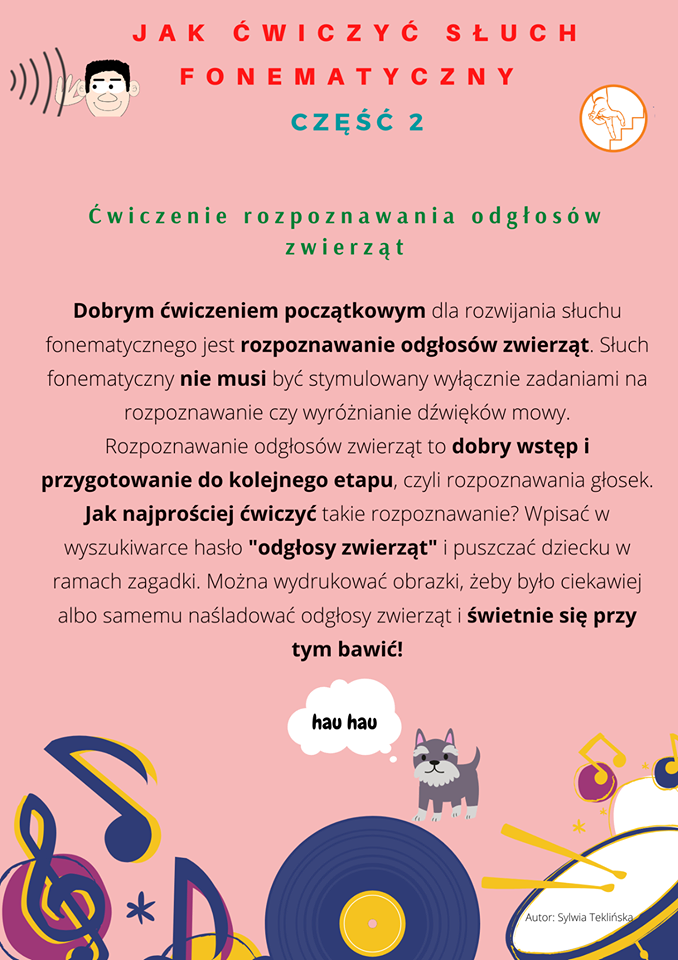 JAK ĆWICZYĆ SŁUCH
FONEMATYCZNY
CZĘŚĆ 2
Ćwiczenie rozpoznawania odgłosów
zwierząt
Dobrym ćwiczeniem początkowym dla rozwijania słuchu
fonematycznego jest rozpoznawanie odgłosów zwierząt. Słuch
fonematyczny nie musi być stymulowany wyłącznie zadaniami na
rozpoznawanie czy wyróżnianie dźwięków mowy.
Rozpoznawanie odgłosów zwierząt to dobry wstęp i
przygotowanie do kolejnego etapu, czyli rozpoznawania głosek.
Jak najprościej ćwiczyć takie rozpoznawanie? Wpisać w
wyszukiwarce hasło "odgłosy zwierząt" i puszczać dziecku w
ramach zagadki. Można wydrukować obrazki, żeby było ciekawiej
albo samemu naśladować odgłosy zwierząt i świetnie się przy
tym bawić!
hau hau
Autor: Sylwia Teklińska